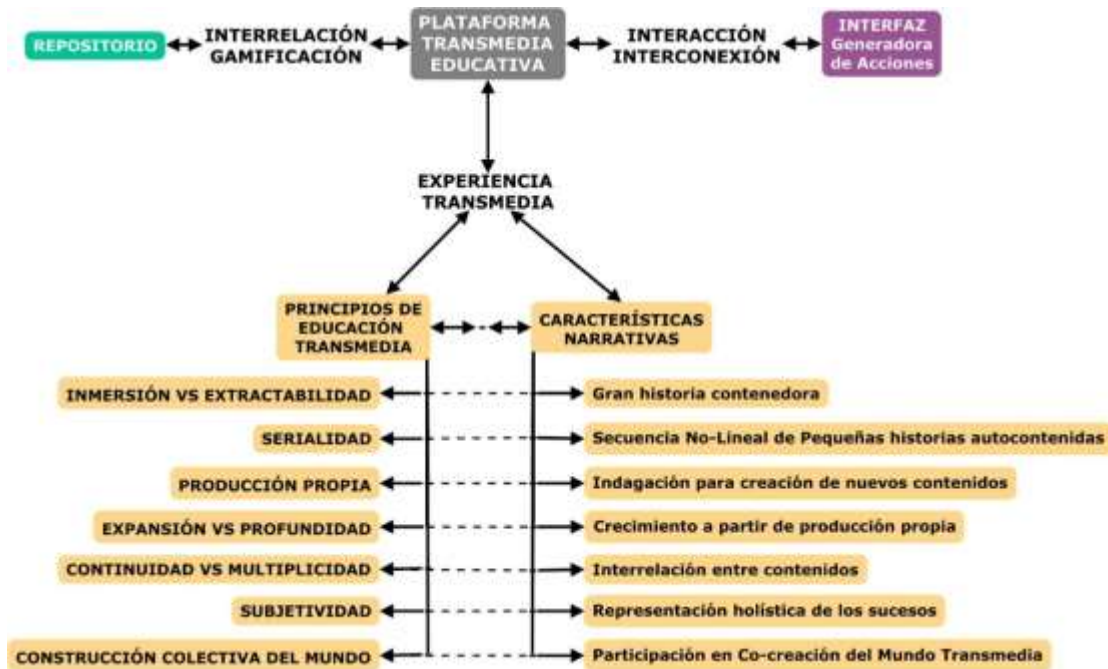 REPOSITORIO
INTERRELACIÓN
GAMIFICACIÓN
PLATAFORMA
TRANSMEDIA
EDUCATIVA
INTERACCIÓN
INTERCONEXIÓN
INTERFAZ
Generadora
de Acciones
EXPERIENCIA
TRANSMEDIA
PRINCIPIOS DE
EDUCACIÓN
TRANSMEDIA
CARACTERÍSTICAS
NARRATIVAS
INMERSIÓN VS EXTRACTABILIDAD
Gran historia contenedora
SERIALIDAD
Secuencia No-Lineal de Pequeñas historias autocontenidas
PRODUCCIÓN PROPIA
Indagación para creación de nuevos contenidos
EXPANSIÓN VS PROFUNDIDAD
Crecimiento a partir de producción propia
CONTINUIDAD VS MULTIPLICIDAD
Interrelación entre contenidos
SUBJETIVIDAD
Representación holística de los sucesos
CONSTRUCCIÓN COLECTIVA DEL MUNDO
Participación en Co-creación del Mundo Transmedia